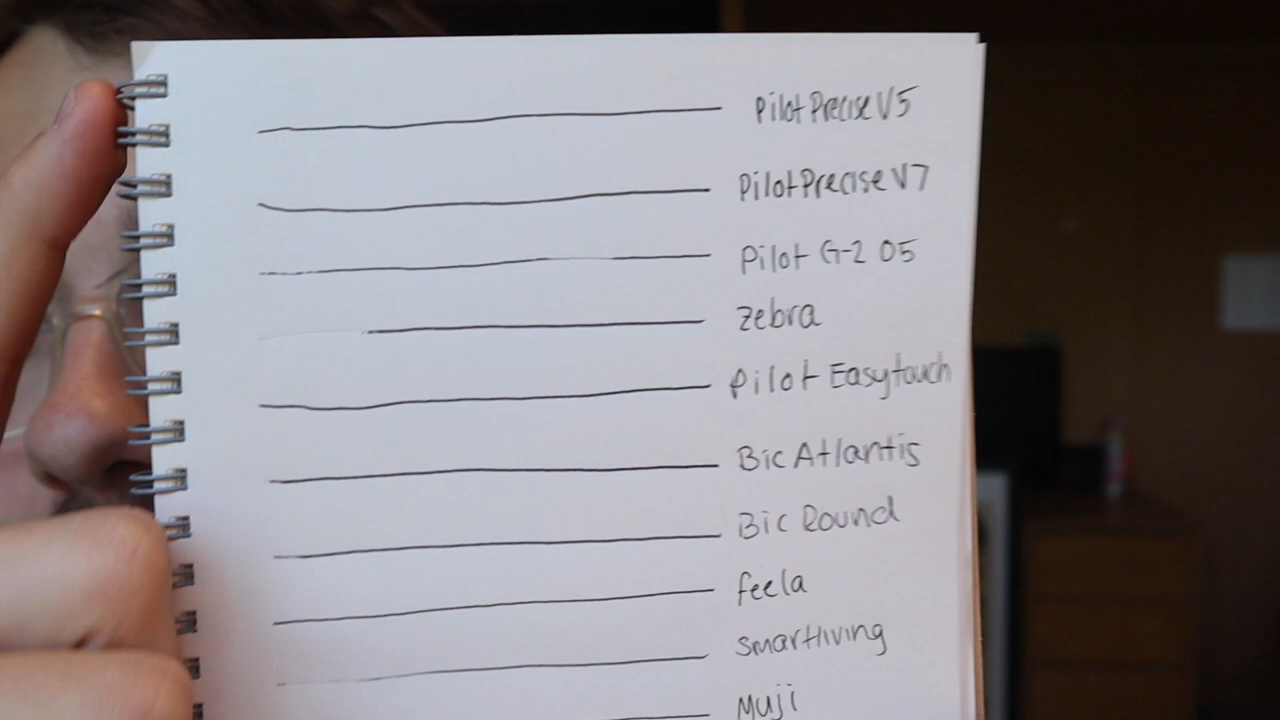 Pilot Precise V5
Pilot Precise V7
Pilot G-2 05
Zebra
Pilot Easytouch
Bic Atlantis
Bic Round
feela
smartliving
Muji